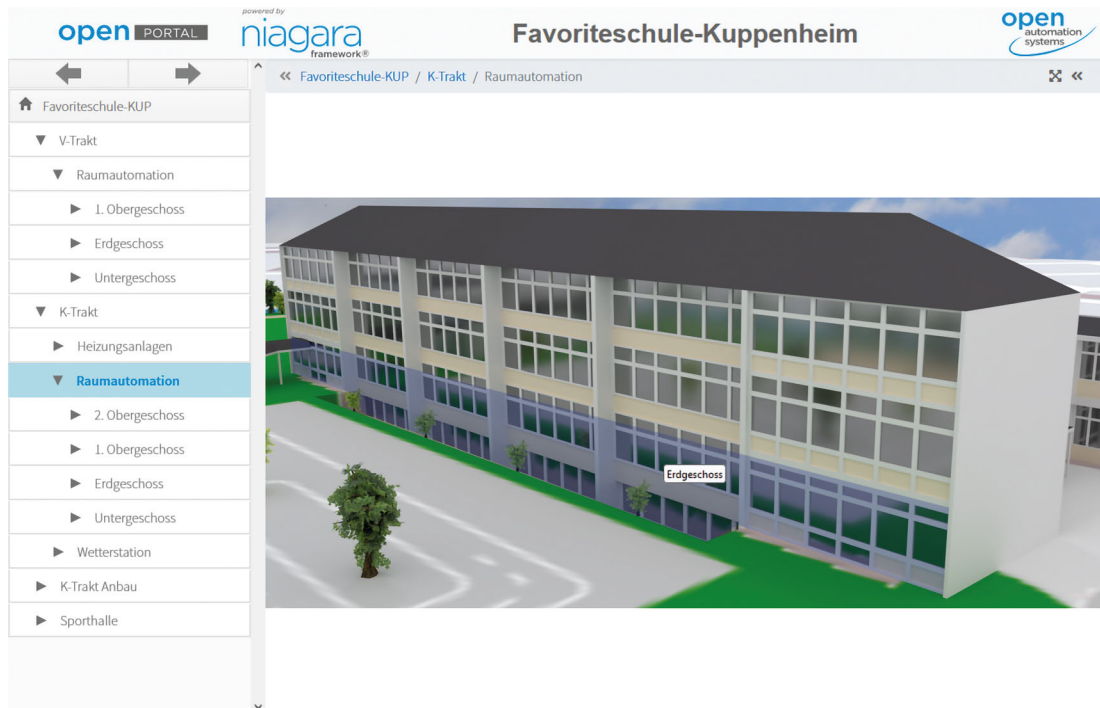 open PORTAL
powered by
niagara
framework®
Favoriteschule-Kuppenheim
open
automation
systems
« Favoriteschule-KUP / K-Trakt / Raumautomation «
Favoriteschule-KUP
V-Trakt
Raumautomation
1. Obergeschoss
Erdgeschoss
Untergeschoss
K-Trakt
Heizungsanlagen
Raumautomation
2. Obergeschoss
1. Obergeschoss
Erdgeschoss
Untergeschoss
Wetterstation
K-Trakt Anbau
Sporthalle
Erdgeschoss